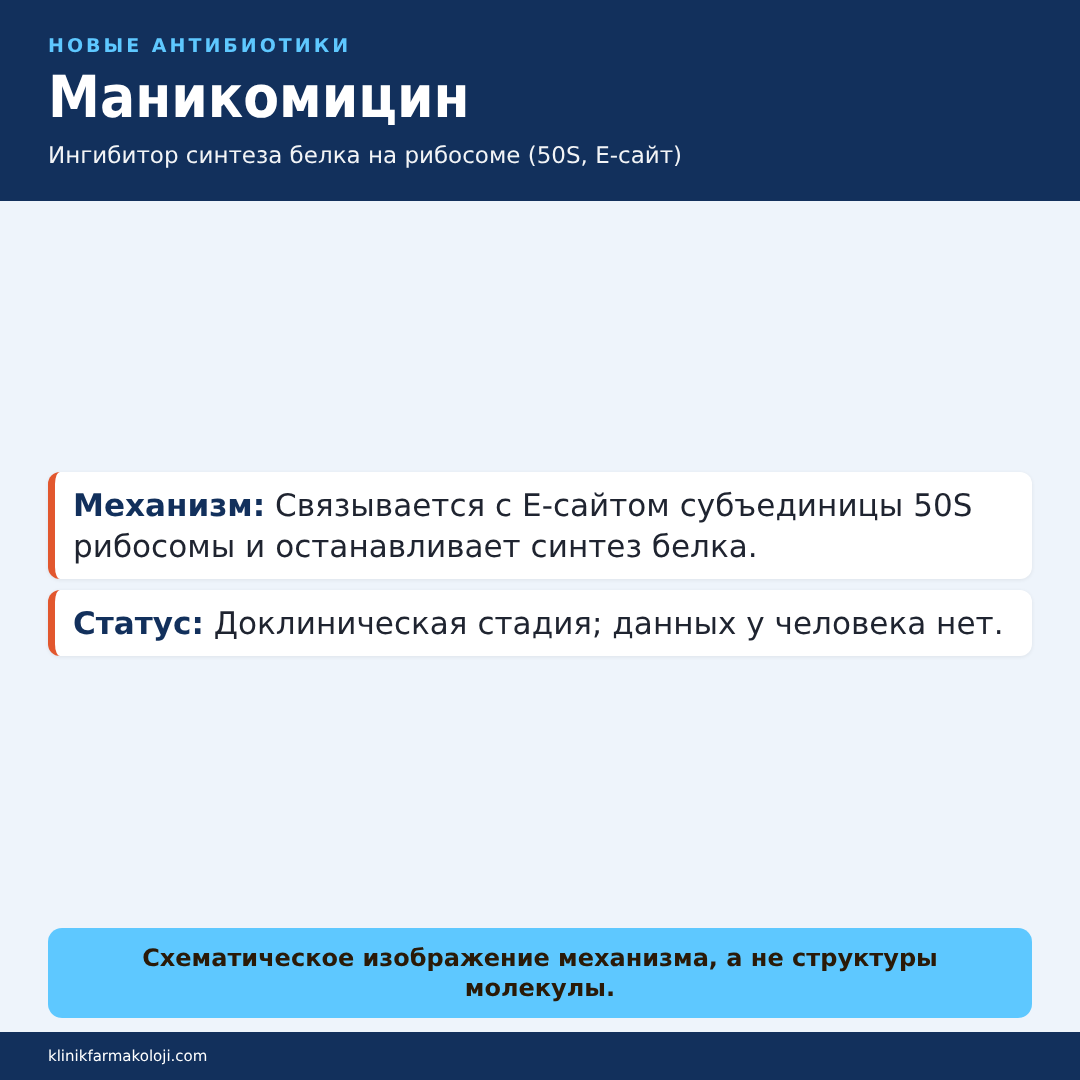 НОВЫЕ АНТИБИОТИКИ
Маникомицин
Ингибитор синтеза белка на рибосоме (50S, E-сайт)
Механизм: Связывается с E-сайтом субъединицы 50S
рибосомы и останавливает синтез белка.
Статус: Доклиническая стадия; данных у человека нет.
Схематическое изображение механизма, а не структуры
молекулы.
klinikfarmakoloji.com